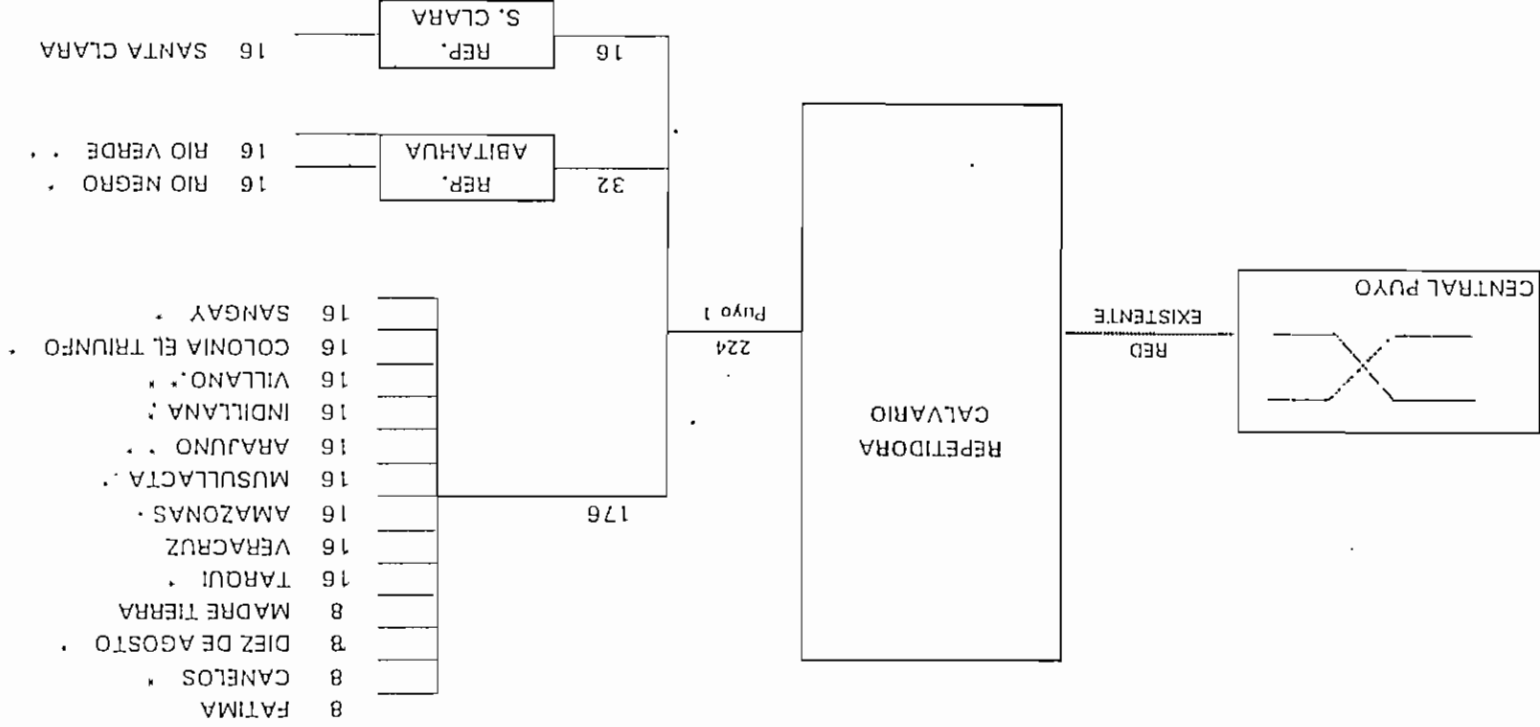 FATIMA 8
CANELOS * 8
DIEZ DE AGOSTO * 8
MADRE TIERRA 8
TARQUI * 16
VERACRUZ 16
AMAZONAS * 16
MUSULLACTA * 16
ARAJUNO * * 16
INDILLANA * 16
VILLANO * * 16
COLONIA EL TRIUNFO * 16
SANGAY * 16
176
CENTRAL PUYO
RED
EXISTENTE
REPETIDORA
CALVARIO
224
Puyo 1
32
REP.
ABITAHUA
RIO NEGRO * 16
RIO VERDE * * 16
16
REP.
S. CLARA
SANTA CLARA 16